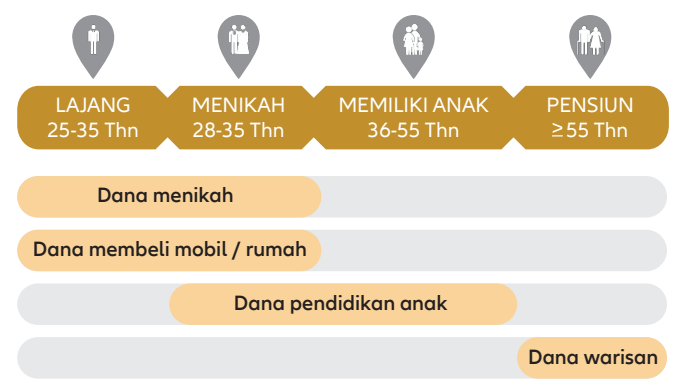 LAJANG
25-35 Thn
MENIKAH
28-35 Thn
MEMILIKI ANAK
36-55 Thn
PENSIUN
≥55 Thn
Dana menikah
Dana membeli mobil / rumah
Dana pendidikan anak
Dana warisan